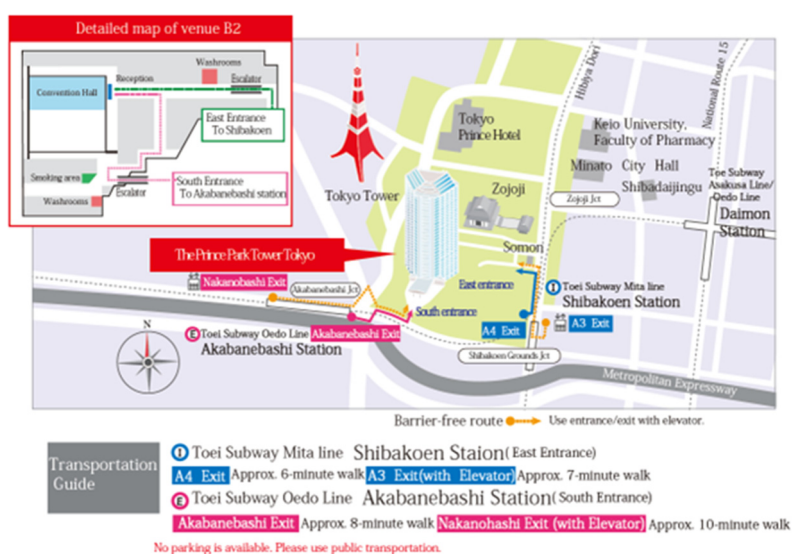 Detailed map of venue B2
Washrooms
Reception
Escalator
Convention Hall
East Entrance
To Shibakoen
Smoking area
South Entrance
To Akabanebashi station
Escalator
Washrooms
Tokyo Tower
Tokyo
Prince Hotel
Hibiya Dori
National Route 15
Keio University,
Faculty of Pharmacy
Minato City Hall
Shibadaijingu
Zojoji
Zojoji Jct
Toe Subway
Asakusa Line/
Oedo Line
Daimon
Station
The Prince Park Tower Tokyo
Somon
East entrance
I Toei Subway Mita line
Shibakoen Station
Nakanobashi Exit
Akabanebashi Jct
South entrance
A4 Exit
A3 Exit
E Toei Subway Oedo Line
Akabanebashi Exit
Akabanebashi Station
Shibakoen Grounds Jct
N
Metropolitan Expressway
Barrier-free route Use entrance/exit with elevator.
Transportation
Guide
I Toei Subway Mita line Shibakoen Staion( East Entrance)
A4 Exit Approx. 6-minute walk A3 Exit(with Elevator) Approx. 7-minute walk
E Toei Subway Oedo Line Akabanebashi Station( South Entrance)
Akabanebashi Exit Approx. 8-minute walk Nakanohashi Exit (with Elevator) Approx. 10-minute walk
No parking is available. Please use public transportation.